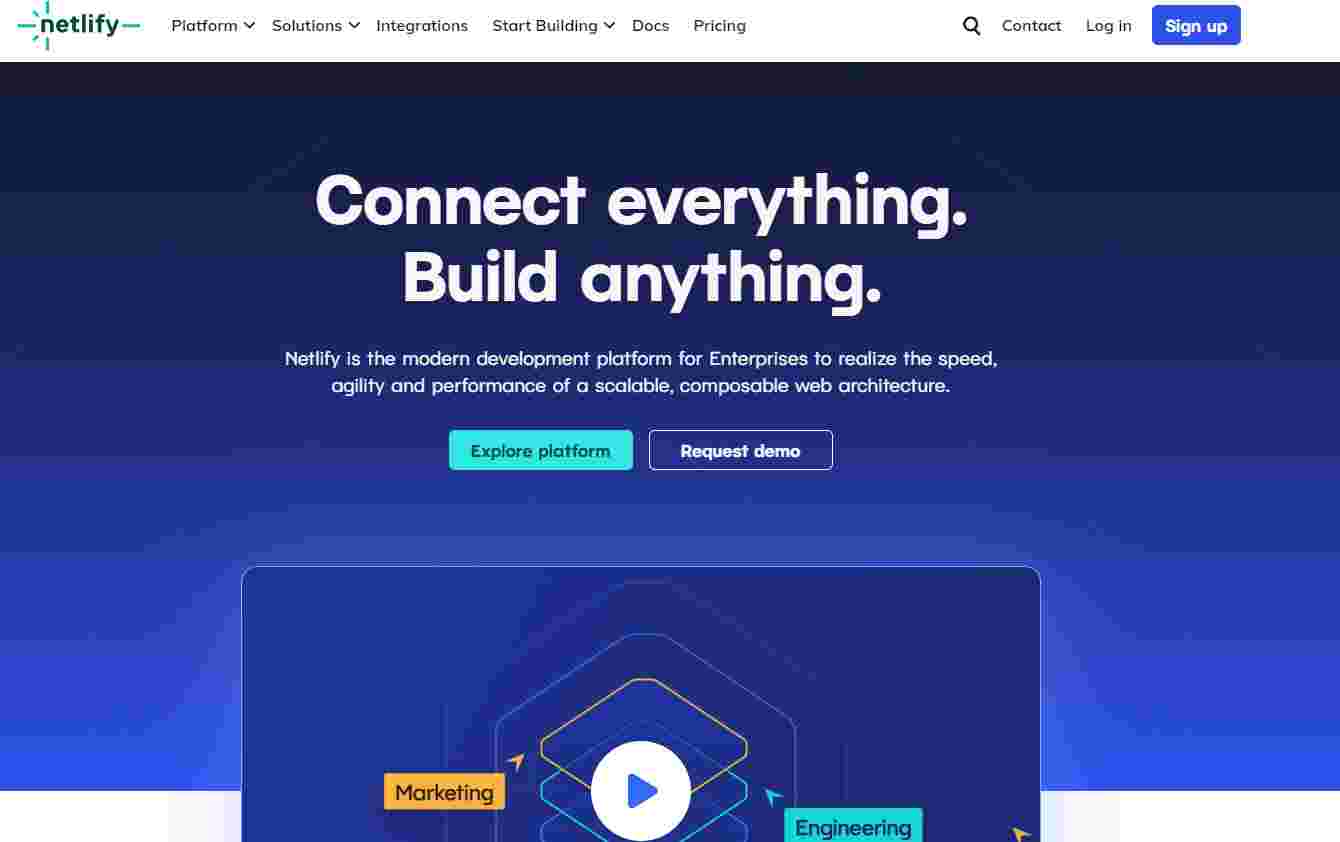 netlify
Platform Solutions Integrations Start Building Docs Pricing Contact Log in Sign up
Connect everything.
Build anything.
Netlify is the modern development platform for Enterprises to realize the speed,
agility and performance of a scalable, composable web architecture.
Explore platform Request demo
Marketing
Engineering